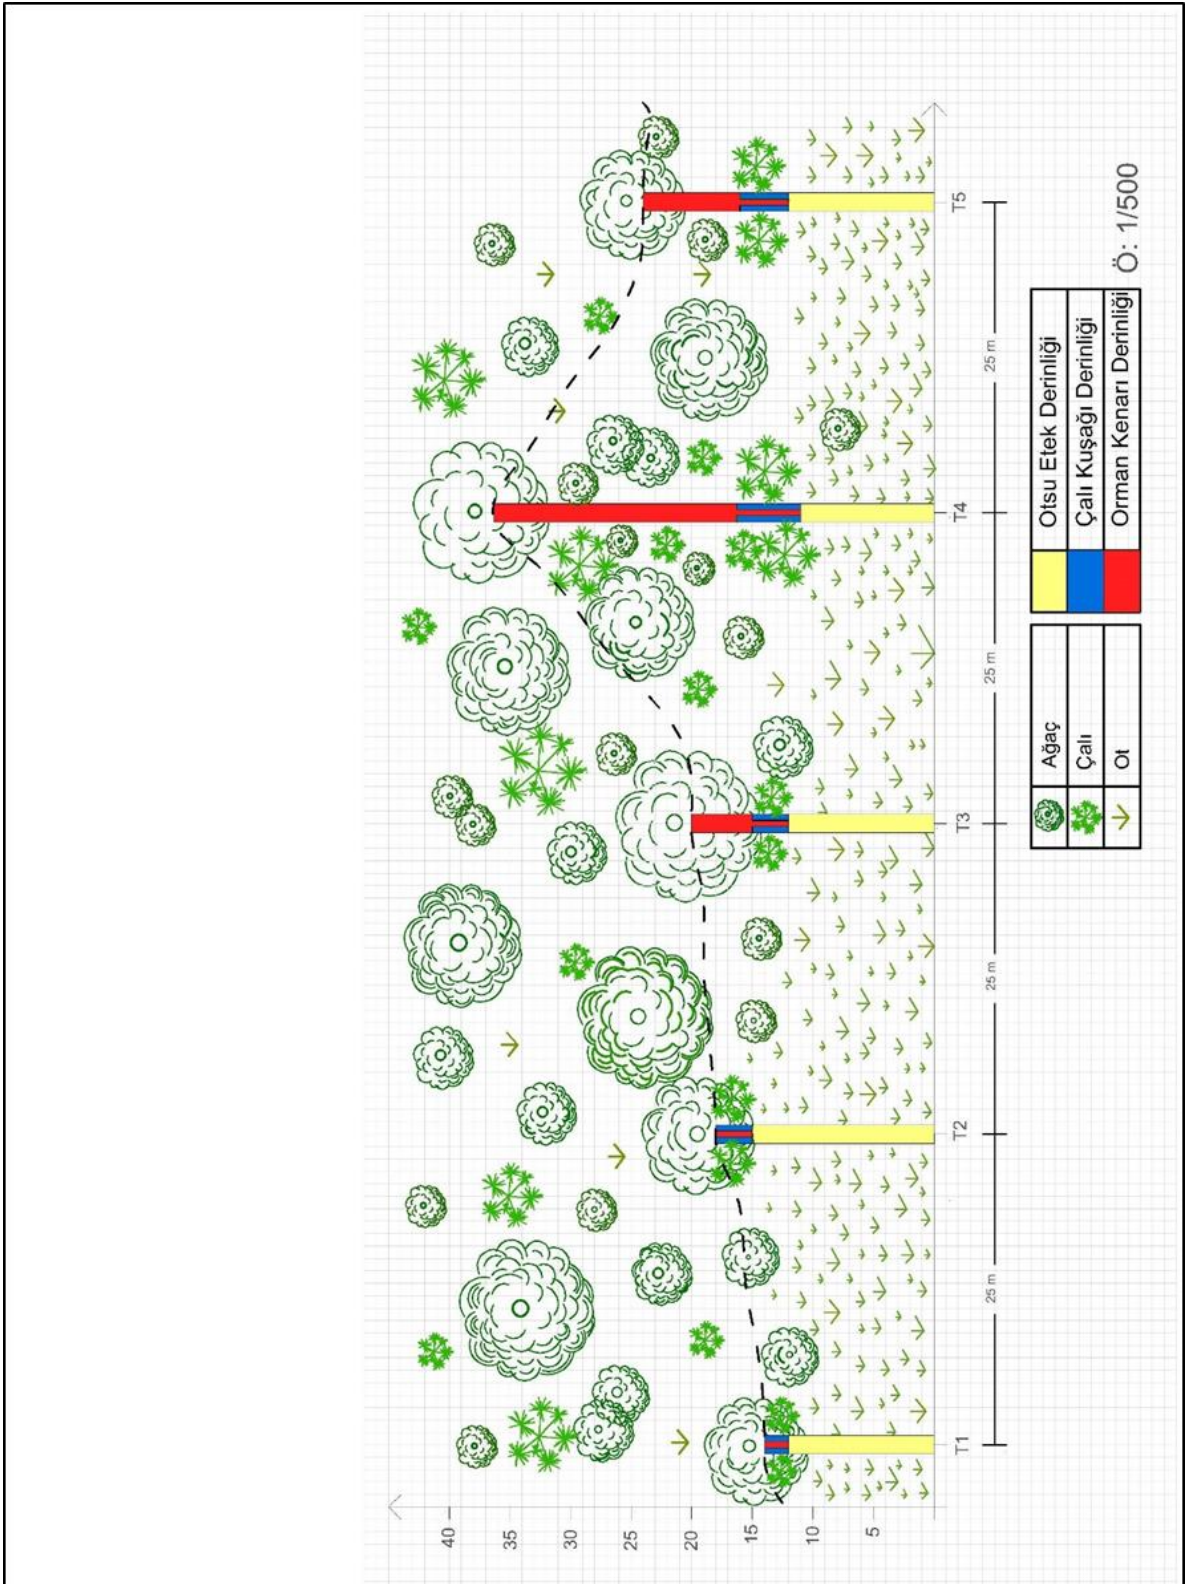 40
35
30
25
20
15
10
5
T1
T2
T3
T4
T5
25 m
25 m
25 m
25 m
Ö: 1/500
Ağaç
Çalı
Ot
Otsu Etek Derinliği
Çalı Kuşağı Derinliği
Orman Kenarı Derinliği